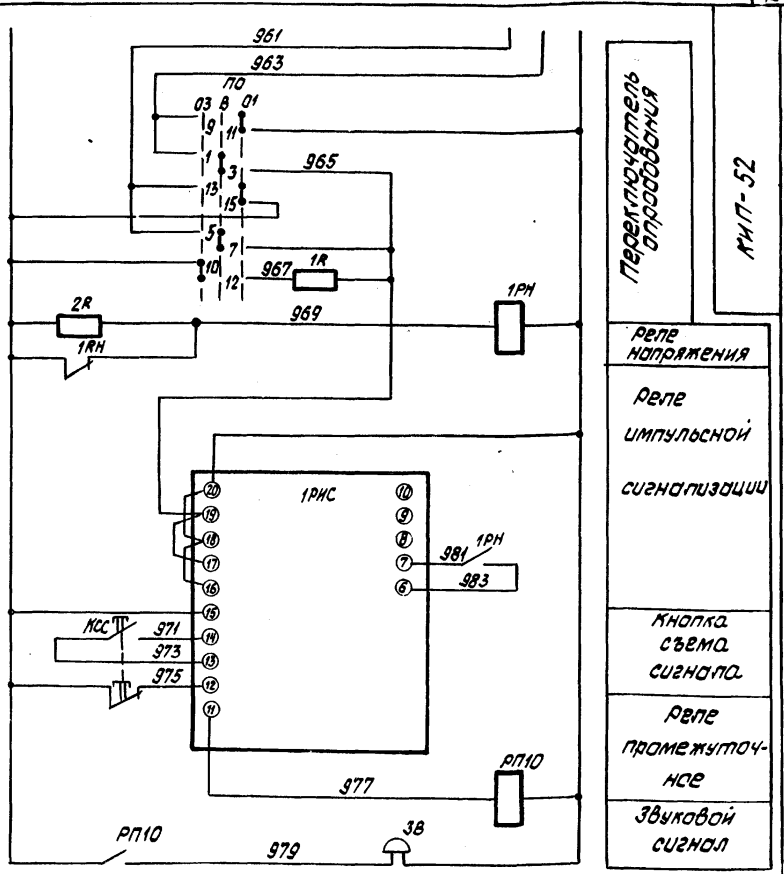 961
963
ПО
ОЗ В О1
9 11
1 3 965
13 15
5 7
10 12 967 1R
2R 969 1РН
1RH
20 1РИС 10
19 9
18 8
17 7 981 1РН
16 6 983
15
КСС 971 14
973 13
975 12
11
977 РП10
РП10 979 ЗВ
Переключатель
опробования
КИП-52
Реле
напряжения
Реле
импульсной
сигнализации
Кнопка
съема
сигнала
Реле
промежуточ-
ное
Звуковой
сигнал